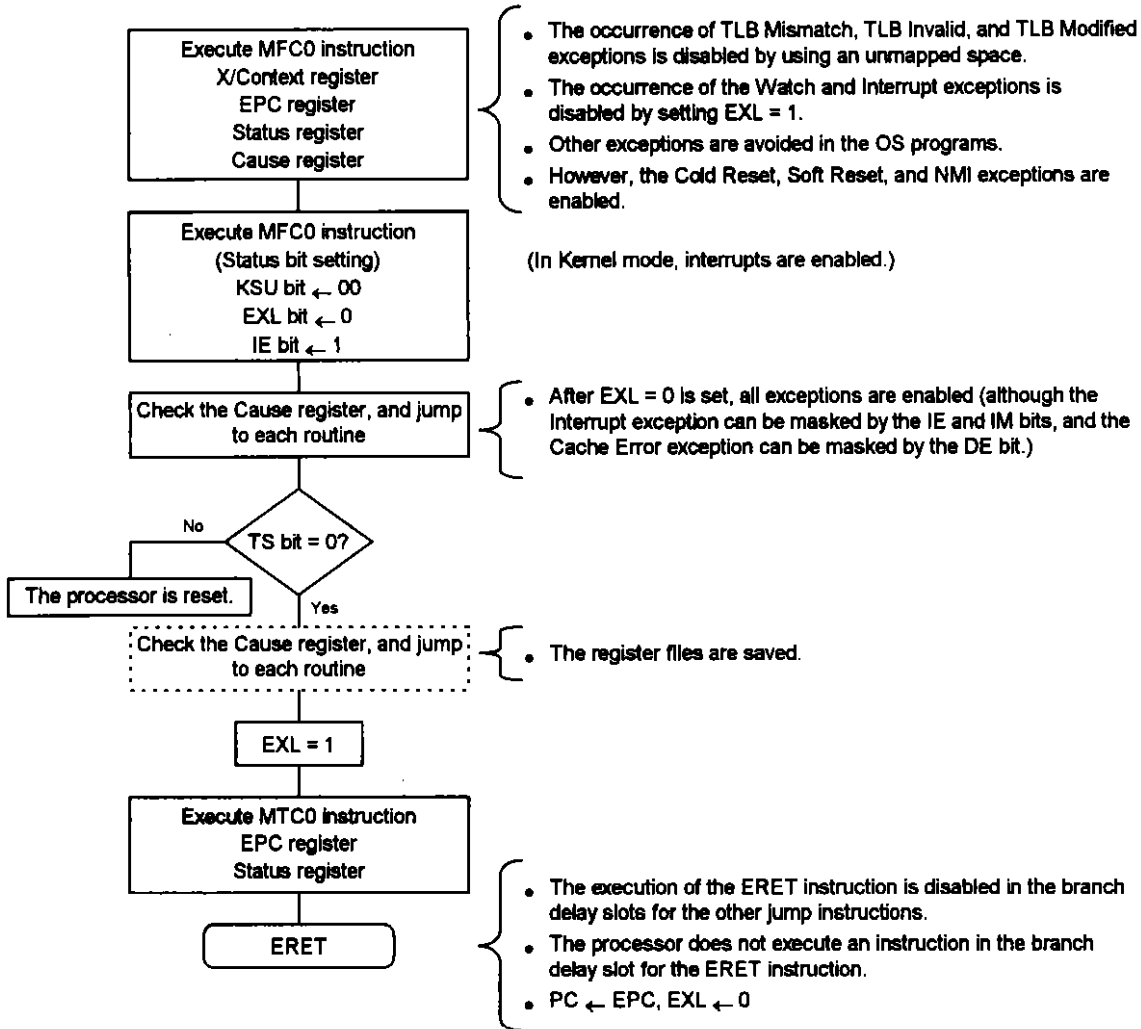 Execute MFC0 instruction
X/Context register
EPC register
Status register
Cause register
• The occurrence of TLB Mismatch, TLB Invalid, and TLB Modified
exceptions is disabled by using an unmapped space.
• The occurrence of the Watch and Interrupt exceptions is
disabled by setting EXL = 1.
• Other exceptions are avoided in the OS programs.
• However, the Cold Reset, Soft Reset, and NMI exceptions are
enabled.
Execute MFC0 instruction
(Status bit setting)
KSU bit ← 00
EXL bit ← 0
IE bit ← 1
(In Kernel mode, interrupts are enabled.)
Check the Cause register, and jump
to each routine
• After EXL = 0 is set, all exceptions are enabled (although the
Interrupt exception can be masked by the IE and IM bits, and the
Cache Error exception can be masked by the DE bit.)
TS bit = 0?
No
The processor is reset.
Yes
Check the Cause register, and jump
to each routine
• The register files are saved.
EXL = 1
Execute MTC0 instruction
EPC register
Status register
ERET
• The execution of the ERET instruction is disabled in the branch
delay slots for the other jump instructions.
• The processor does not execute an instruction in the branch
delay slot for the ERET instruction.
• PC ← EPC, EXL ← 0